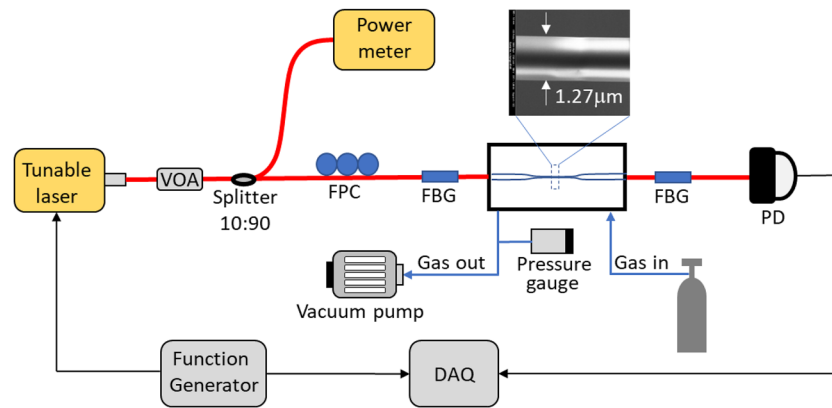 Power
meter
1.27μm
Tunable
laser
VOA
Splitter
10:90
FPC
FBG
FBG
PD
Gas out
Pressure
gauge
Gas in
Vacuum pump
Function
Generator
DAQ